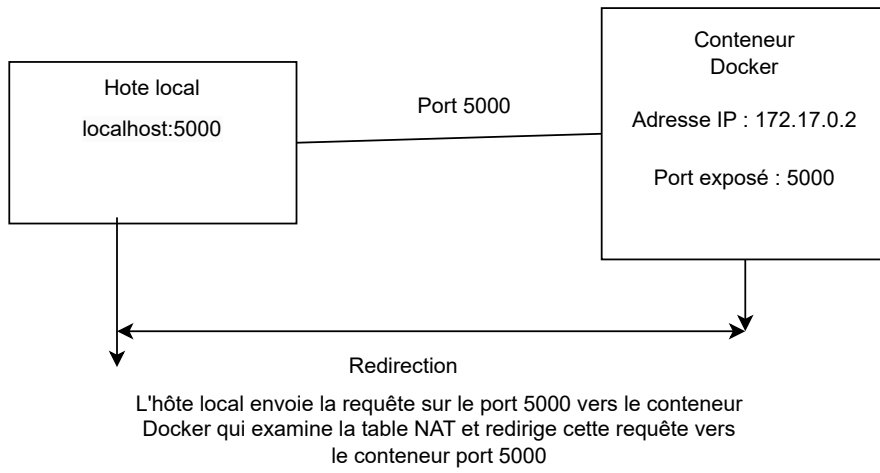 Hote local
localhost:5000
Port 5000
Conteneur
Docker
Adresse IP : 172.17.0.2
Port exposé : 5000
Redirection
L'hôte local envoie la requête sur le port 5000 vers le conteneur
Docker qui examine la table NAT et redirige cette requête vers
le conteneur port 5000